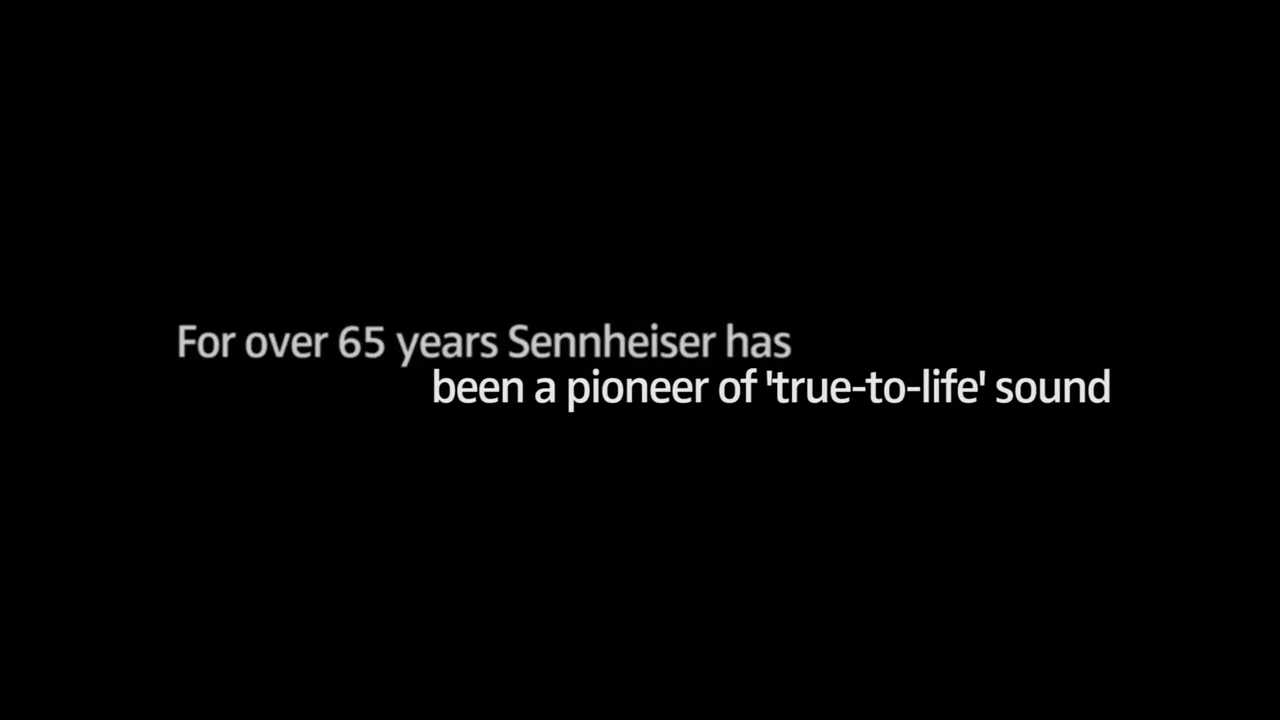 For over 65 years Sennheiser has
been a pioneer of 'true-to-life' sound